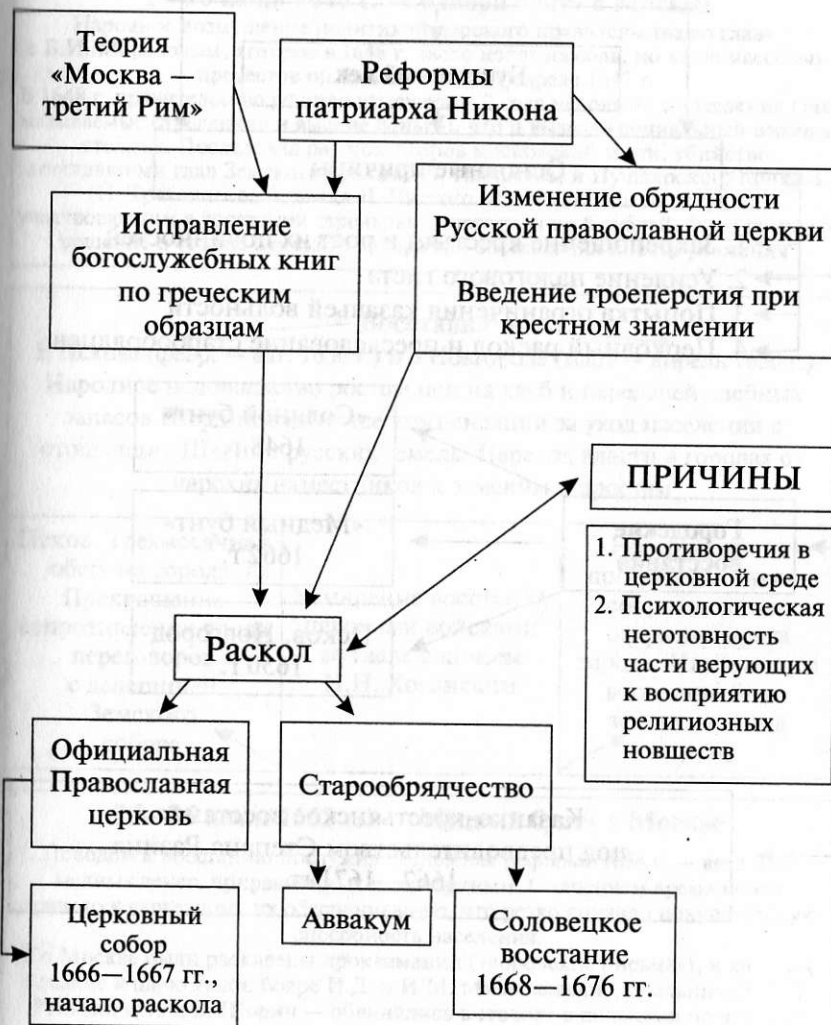 Теория
«Москва —
третий Рим»
Реформы
патриарха Никона
Исправление
богослужебных книг
по греческим
образцам
Изменение обрядности
Русской православной церкви
Введение троеперстия при
крестном знамении
ПРИЧИНЫ
1. Противоречия в
церковной среде
2. Психологическая
неготовность
части верующих
к восприятию
религиозных
новшеств
Раскол
Официальная
Православная
церковь
Старообрядчество
Церковный
собор
1666—1667 гг.,
начало раскола
Аввакум
Соловецкое
восстание
1668—1676 гг.